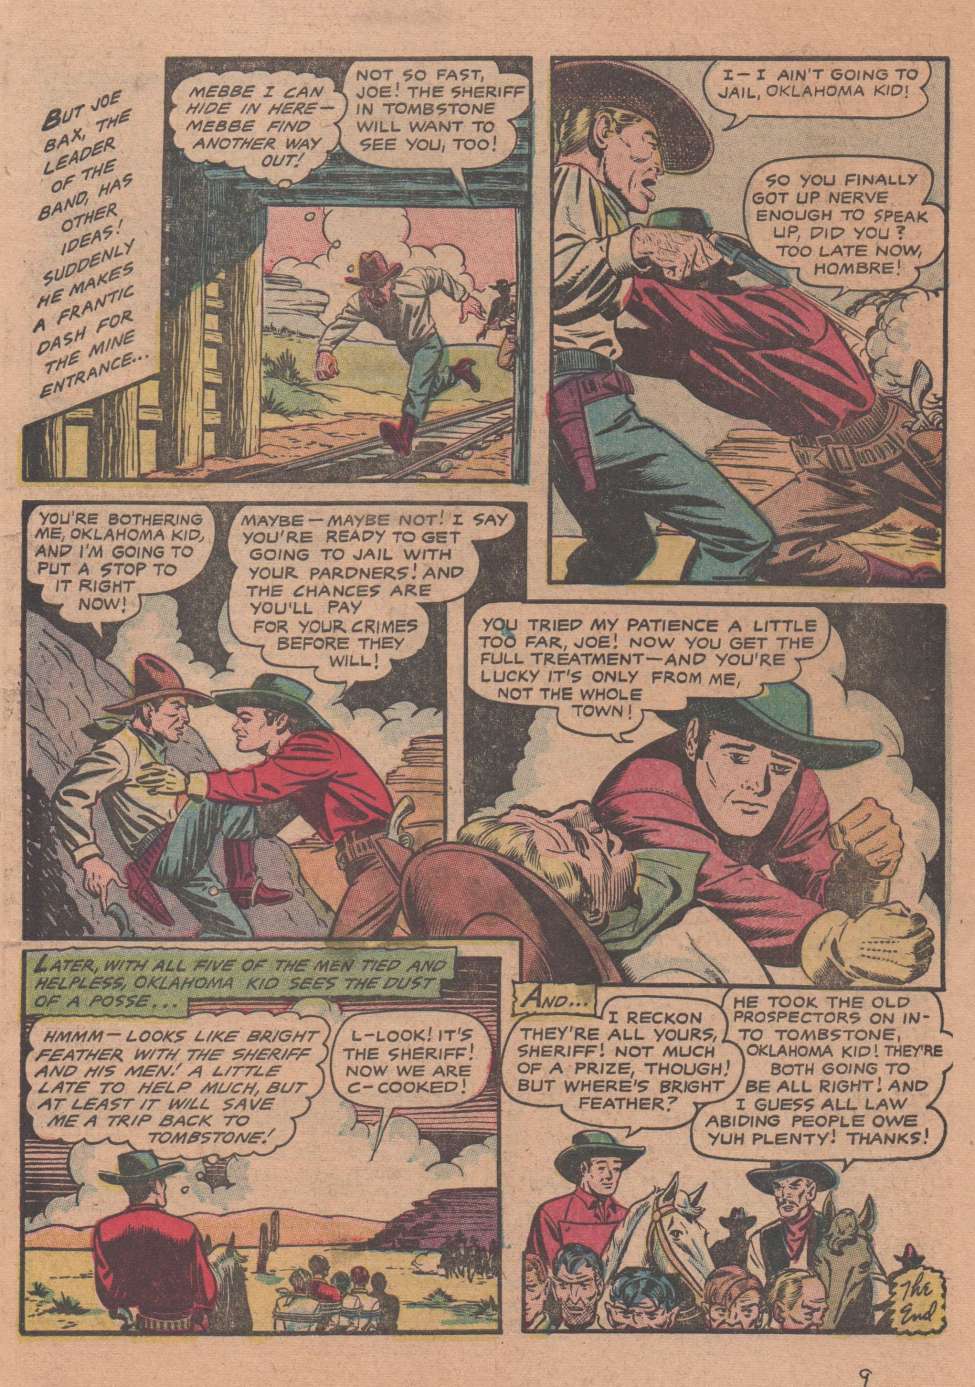 BUT JOE
BAX, THE
LEADER
OF THE
BAND, HAS
OTHER
IDEAS!
SUDDENLY
HE MAKES
A FRANTIC
DASH FOR
THE MINE
ENTRANCE...
MEBBE I CAN
HIDE IN HERE—
MEBBE FIND
ANOTHER WAY
OUT!
NOT SO FAST,
JOE! THE SHERIFF
IN TOMBSTONE
WILL WANT TO
SEE YOU, TOO!
I—I AIN'T GOING TO
JAIL, OKLAHOMA KID!
SO YOU FINALLY
GOT UP NERVE
ENOUGH TO SPEAK
UP, DID YOU?
TOO LATE NOW,
HOMBRE!
YOU'RE BOTHERING
ME, OKLAHOMA KID,
AND I'M GOING TO
PUT A STOP TO
IT RIGHT
NOW!
MAYBE—MAYBE NOT! I SAY
YOU'RE READY TO GET
GOING TO JAIL WITH
YOUR PARDNERS! AND
THE CHANCES ARE
YOU'LL PAY
FOR YOUR CRIMES
BEFORE THEY
WILL!
YOU TRIED MY PATIENCE A LITTLE
TOO FAR, JOE! NOW YOU GET THE
FULL TREATMENT—AND YOU'RE
LUCKY IT'S ONLY FROM ME,
NOT THE WHOLE
TOWN!
LATER, WITH ALL FIVE OF THE MEN TIED AND
HELPLESS, OKLAHOMA KID SEES THE DUST
OF A POSSE...
HMMM—LOOKS LIKE BRIGHT
FEATHER WITH THE SHERIFF
AND HIS MEN! A LITTLE
LATE TO HELP MUCH, BUT
AT LEAST IT WILL SAVE
ME A TRIP BACK TO
TOMBSTONE!
L-LOOK! IT'S
THE SHERIFF!
NOW WE ARE
C-COOKED!
AND...
I RECKON
THEY'RE ALL YOURS,
SHERIFF! NOT MUCH
OF A PRIZE, THOUGH!
BUT WHERE'S BRIGHT
FEATHER?
HE TOOK THE OLD
PROSPECTORS ON IN-
TO TOMBSTONE,
OKLAHOMA KID! THEY'RE
BOTH GOING TO
BE ALL RIGHT! AND
I GUESS ALL LAW
ABIDING PEOPLE OWE
YUH PLENTY! THANKS!
The
End
9